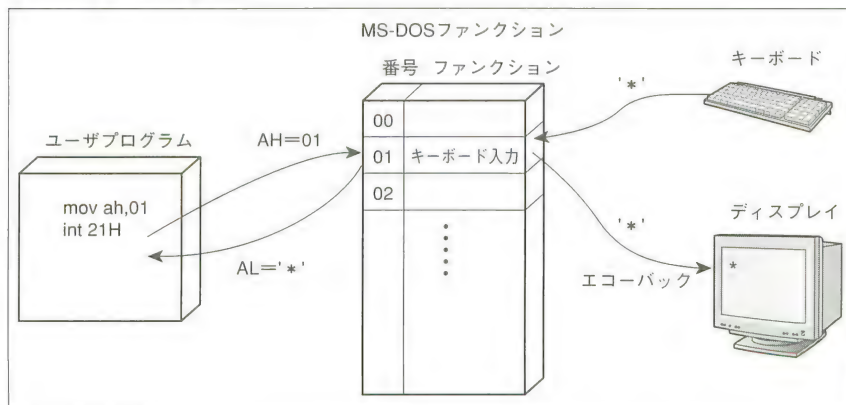 MS-DOSファンクション
番号 ファンクション
キーボード
'*'
00
ユーザプログラム
AH=01
01 キーボード入力
mov ah,01
int 21H
02
'*'
ディスプレイ
AL='*'
エコーバック
*